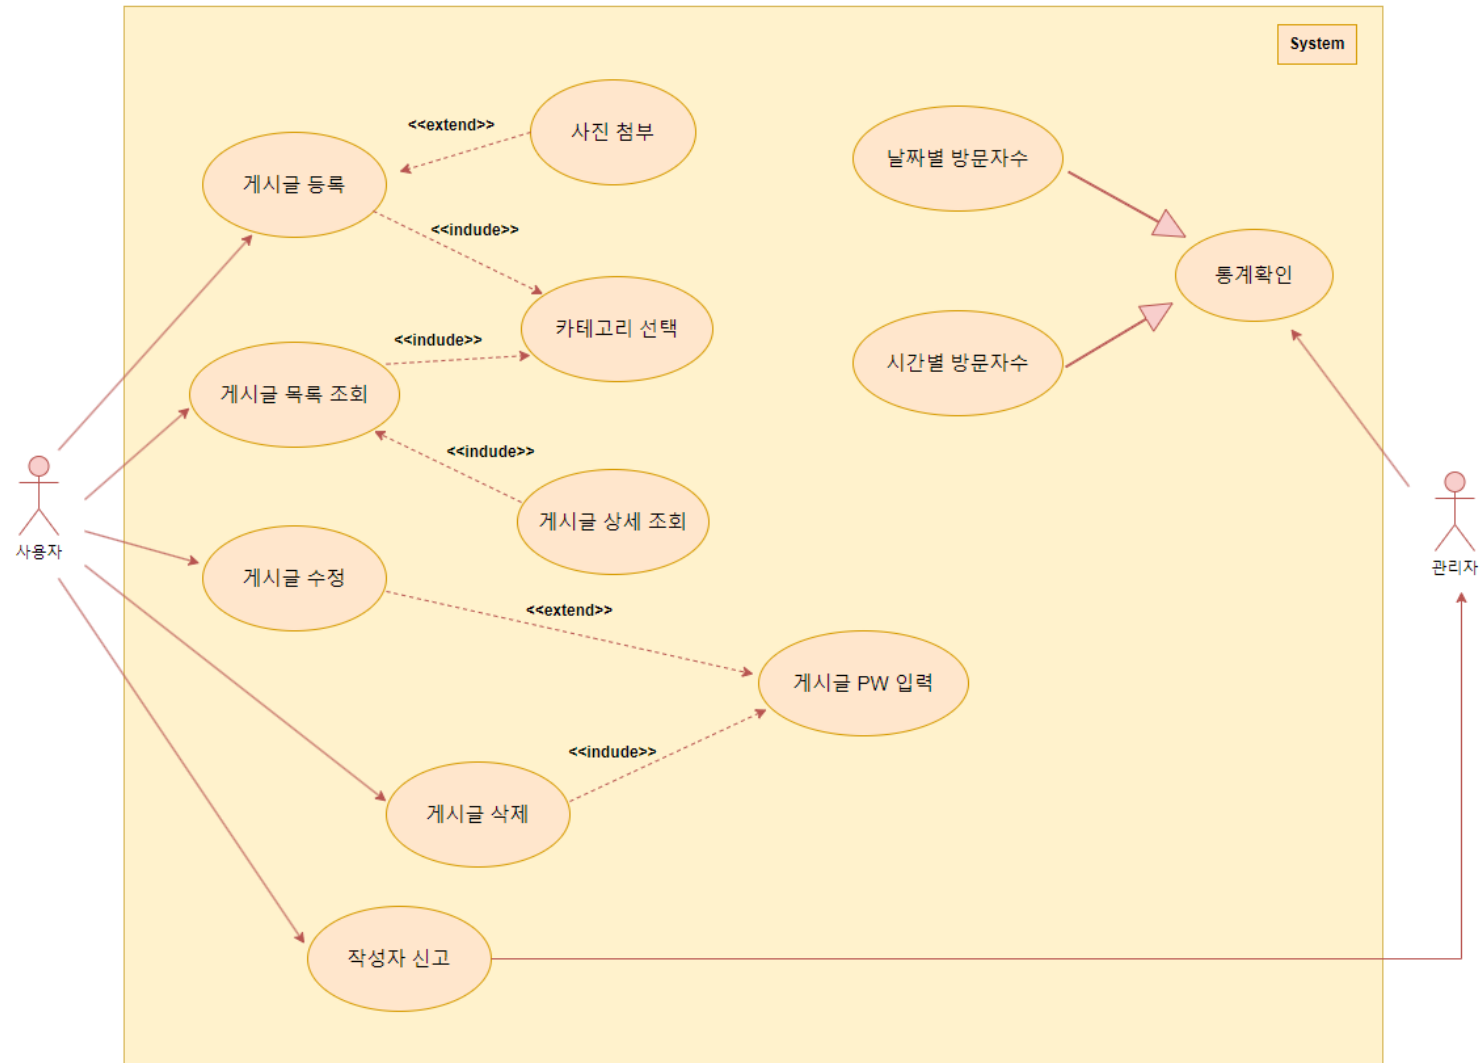 System
<<extend>>
사진 첨부
날짜별 방문자수
게시글 등록
<<indude>>
통계확인
카테고리 선택
<<indude>>
시간별 방문자수
게시글 목록 조회
<<indude>>
게시글 상세 조회
사용자
관리자
게시글 수정
<<extend>>
게시글 PW 입력
<<indude>>
게시글 삭제
작성자 신고